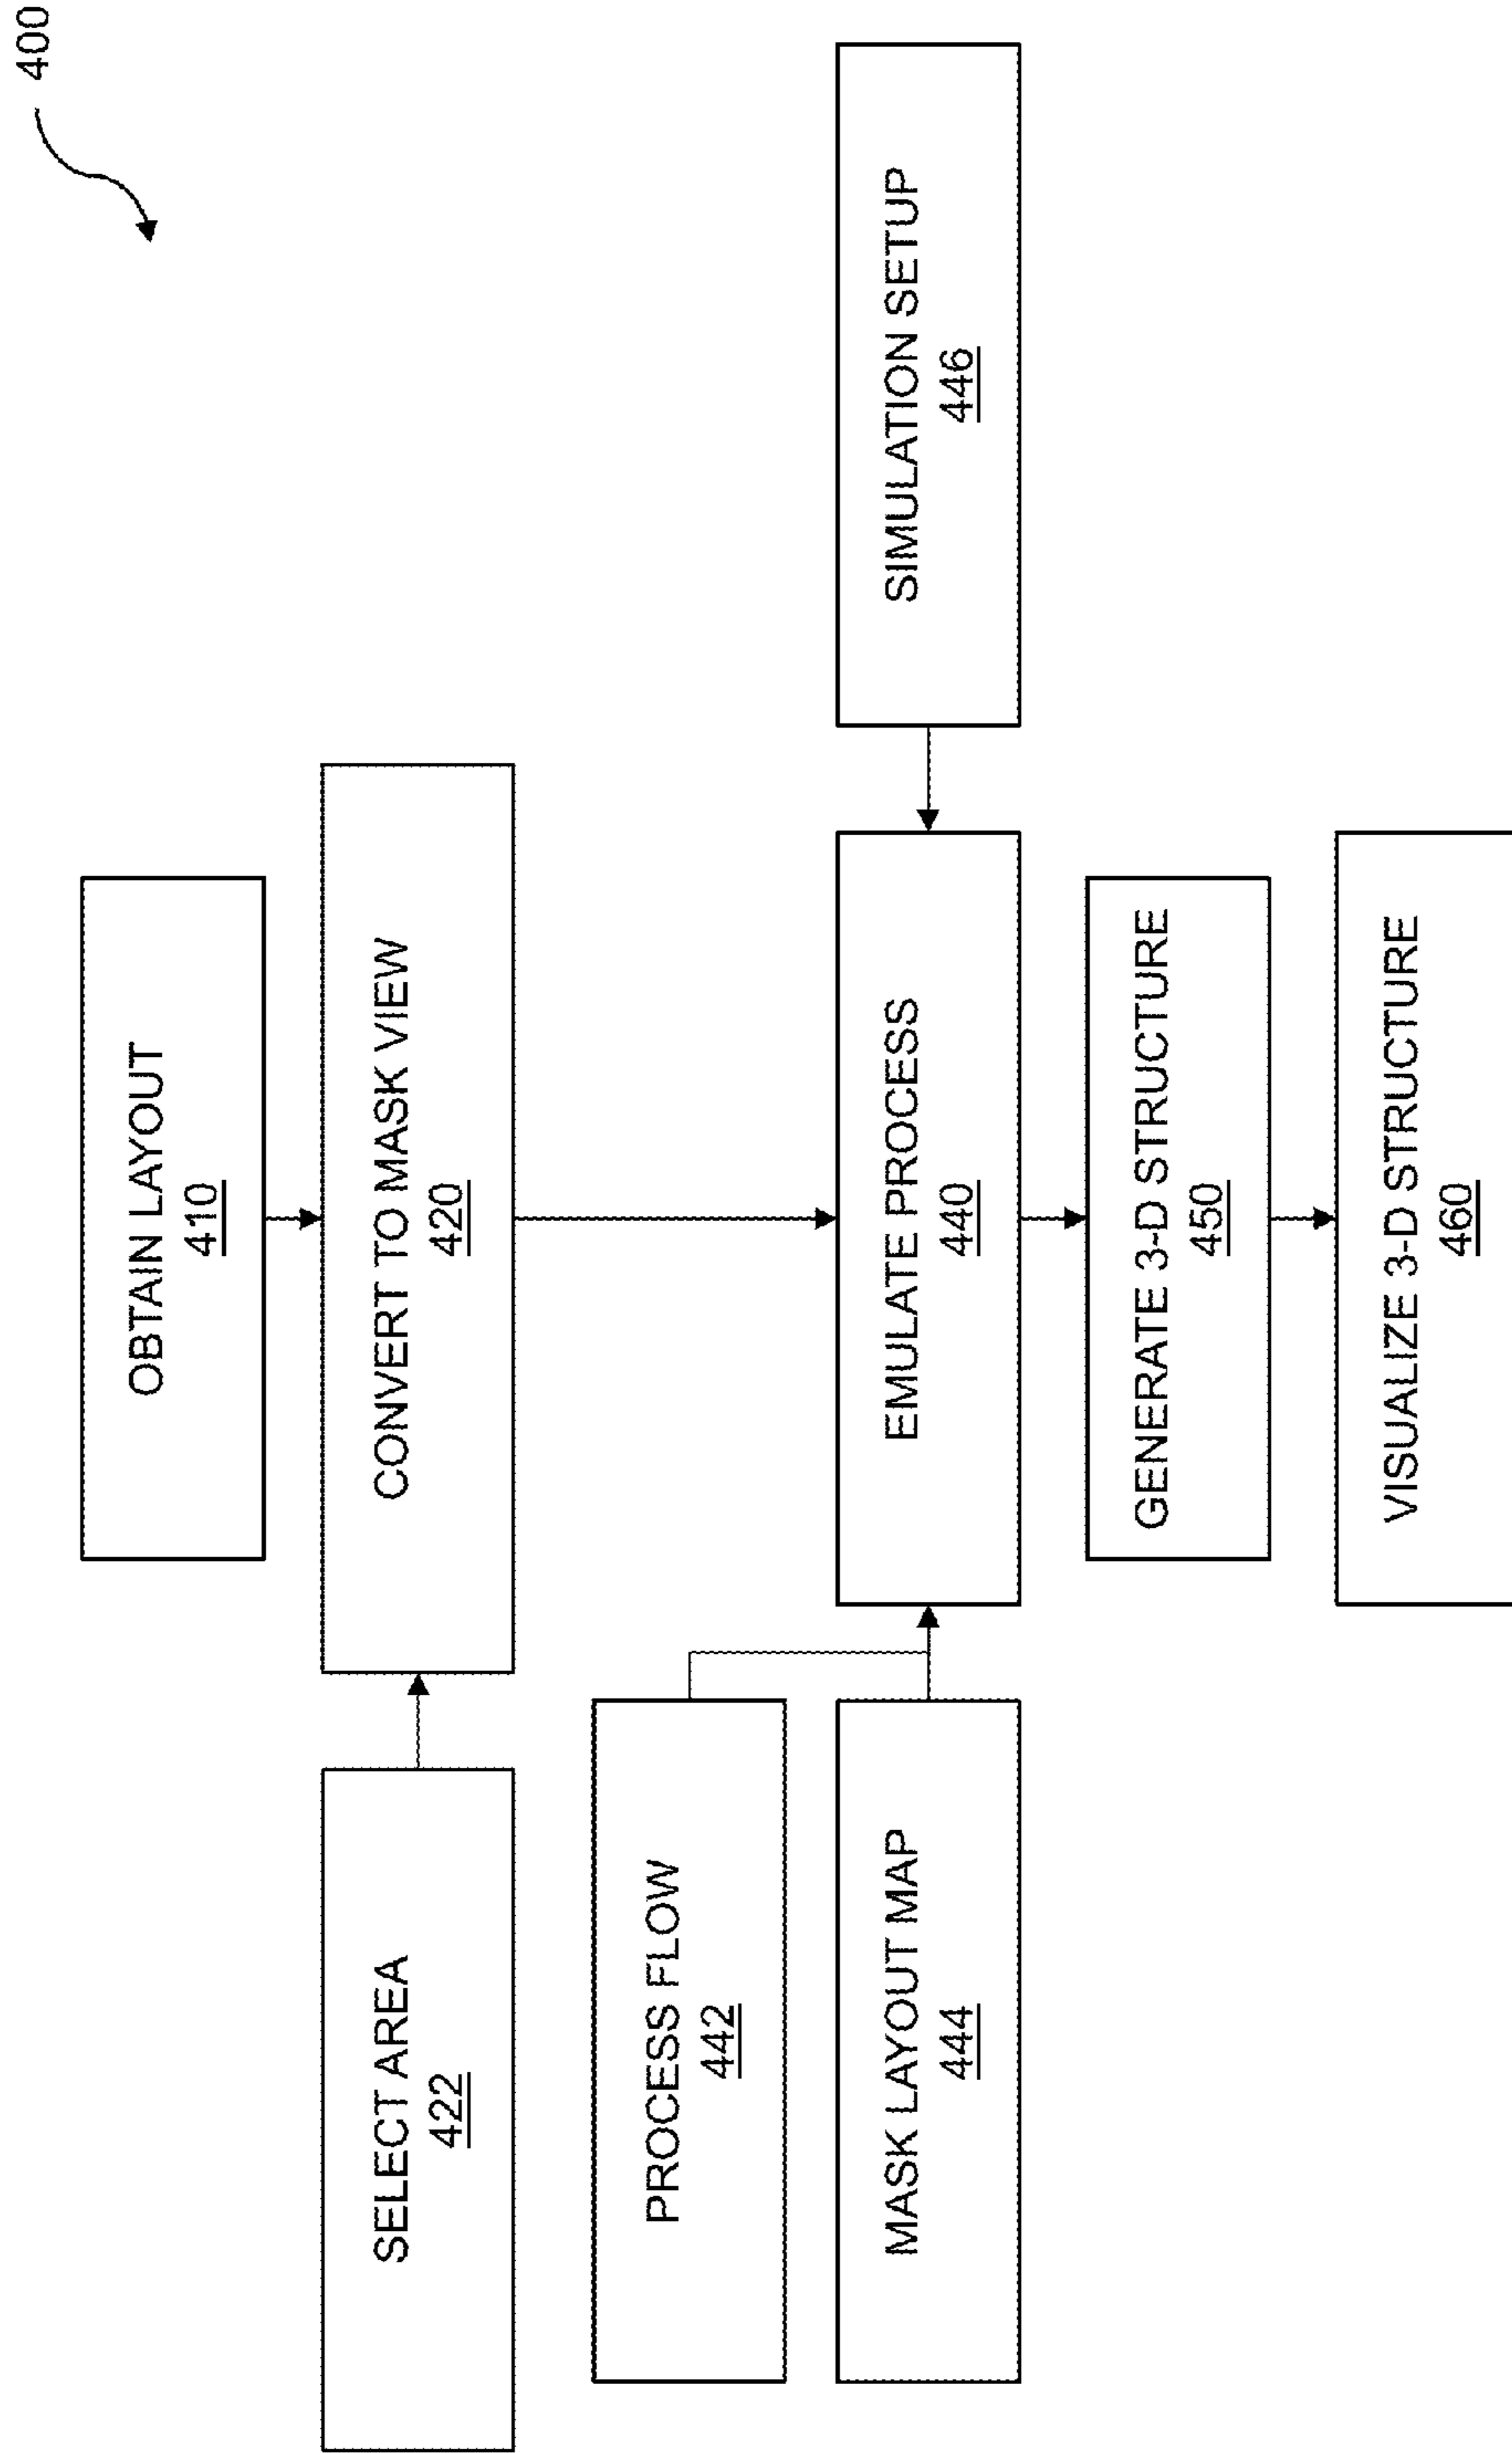 400
OBTAIN LAYOUT
410
SELECT AREA
422
CONVERT TO MASK VIEW
420
PROCESS FLOW
442
MASK LAYOUT MAP
444
EMULATE PROCESS
440
SIMULATION SETUP
446
GENERATE 3-D STRUCTURE
450
VISUALIZE 3-D STRUCTURE
460